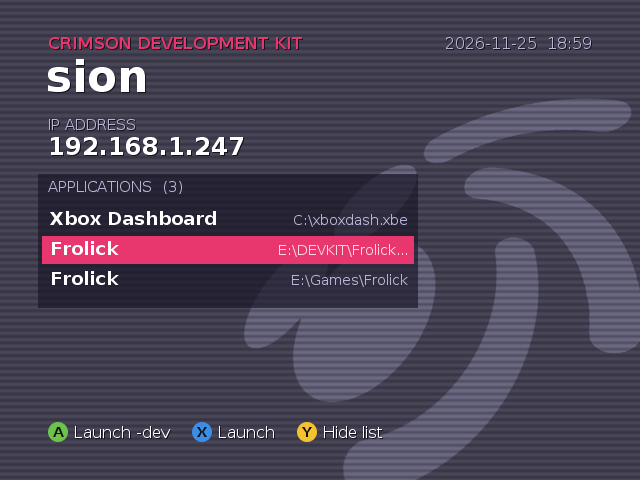 CRIMSON DEVELOPMENT KIT 2026-11-25 18:59
sion
IP ADDRESS
192.168.1.247
APPLICATIONS (3)
Xbox Dashboard C:\xboxdash.xbe
Frolick E:\DEVKIT\Frolick...
Frolick E:\Games\Frolick
A Launch -dev X Launch Y Hide list